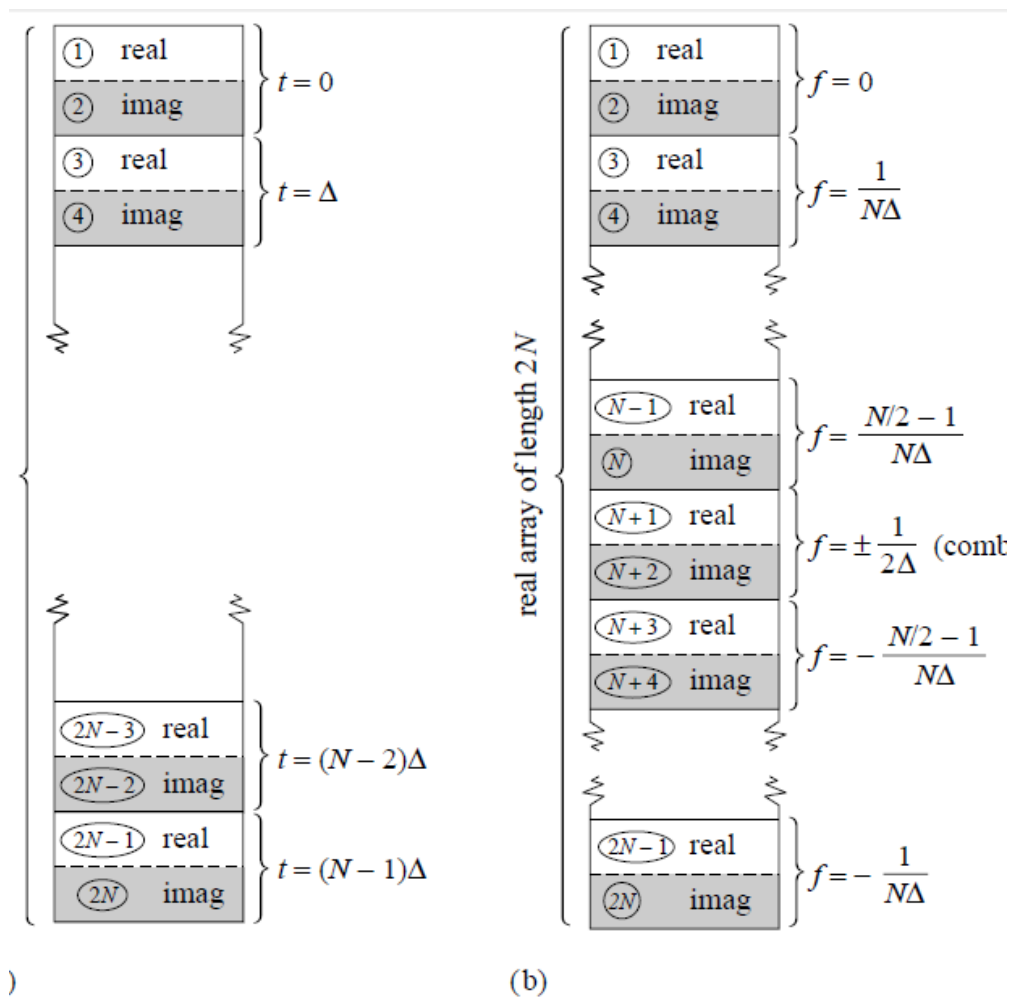 1 real
2 imag
t = 0
3 real
4 imag
t = Δ
2N − 3 real
2N − 2 imag
t = (N − 2)Δ
2N − 1 real
2N imag
t = (N − 1)Δ
)
real array of length 2N
1 real
2 imag
f = 0
3 real
4 imag
f = 1/NΔ
N − 1 real
N imag
f = N/2 − 1/NΔ
N + 1 real
N + 2 imag
f = ± 1/2Δ (comb
N + 3 real
N + 4 imag
f = − N/2 − 1/NΔ
2N − 1 real
2N imag
f = − 1/NΔ
(b)